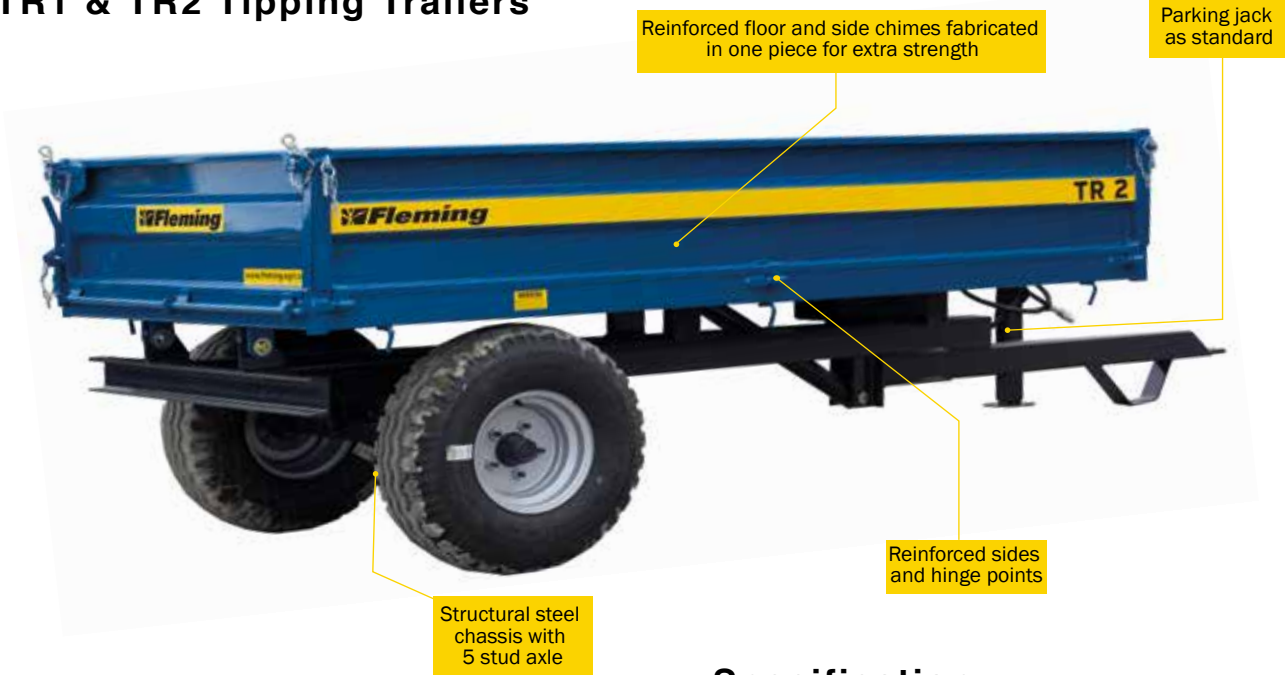 TR1 & TR2 Tipping Trailers
Reinforced floor and side chimes fabricated
in one piece for extra strength
Parking jack
as standard
TR 2
Fleming
Fleming
Reinforced sides
and hinge points
Structural steel
chassis with
5 stud axle
Specification